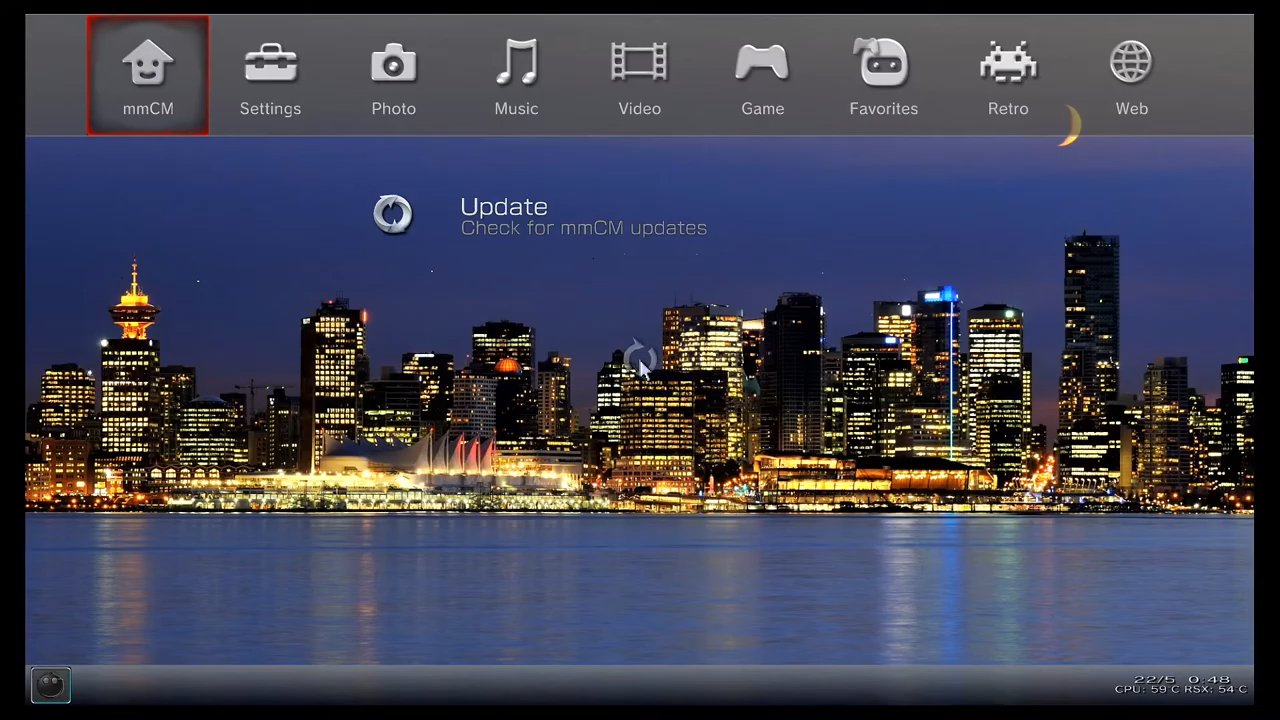 mmCM
Settings
Photo
Music
Video
Game
Favorites
Retro
Web
Update
Check for mmCM updates
22/5 0:48
CPU: 59 C RSX: 54 C